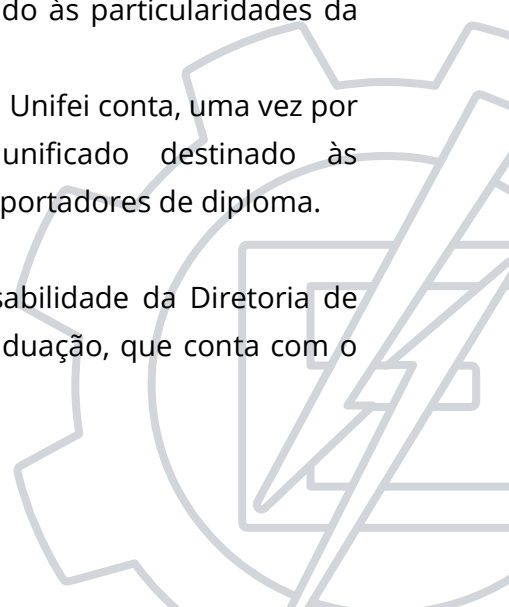 do às particularidades da
Unifei conta, uma vez por
unificado destinado às
portadores de diploma.
sabilidade da Diretoria de
duação, que conta com o